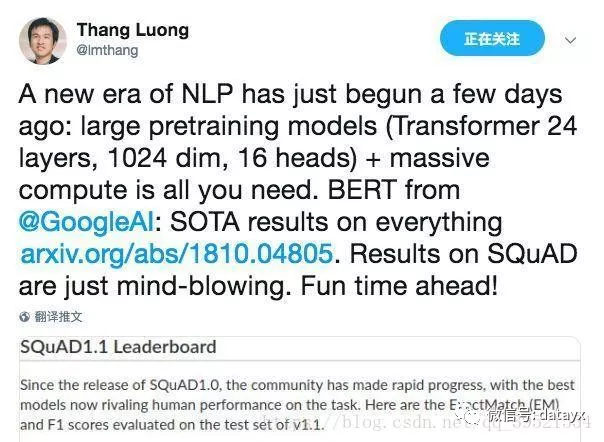 Thang Luong
@lmthang
正在关注
A new era of NLP has just begun a few days
ago: large pretraining models (Transformer 24
layers, 1024 dim, 16 heads) + massive
compute is all you need. BERT from
@GoogleAI: SOTA results on everything
arxiv.org/abs/1810.04805. Results on SQuAD
are just mind-blowing. Fun time ahead!
翻译推文
SQuAD1.1 Leaderboard
Since the release of SQuAD1.0, the community has made rapid progress, with the best
models now rivaling human performance on the task. Here are the ExactMatch (EM)
and F1 scores evaluated on the test set of v1.1.
微信号: datayx